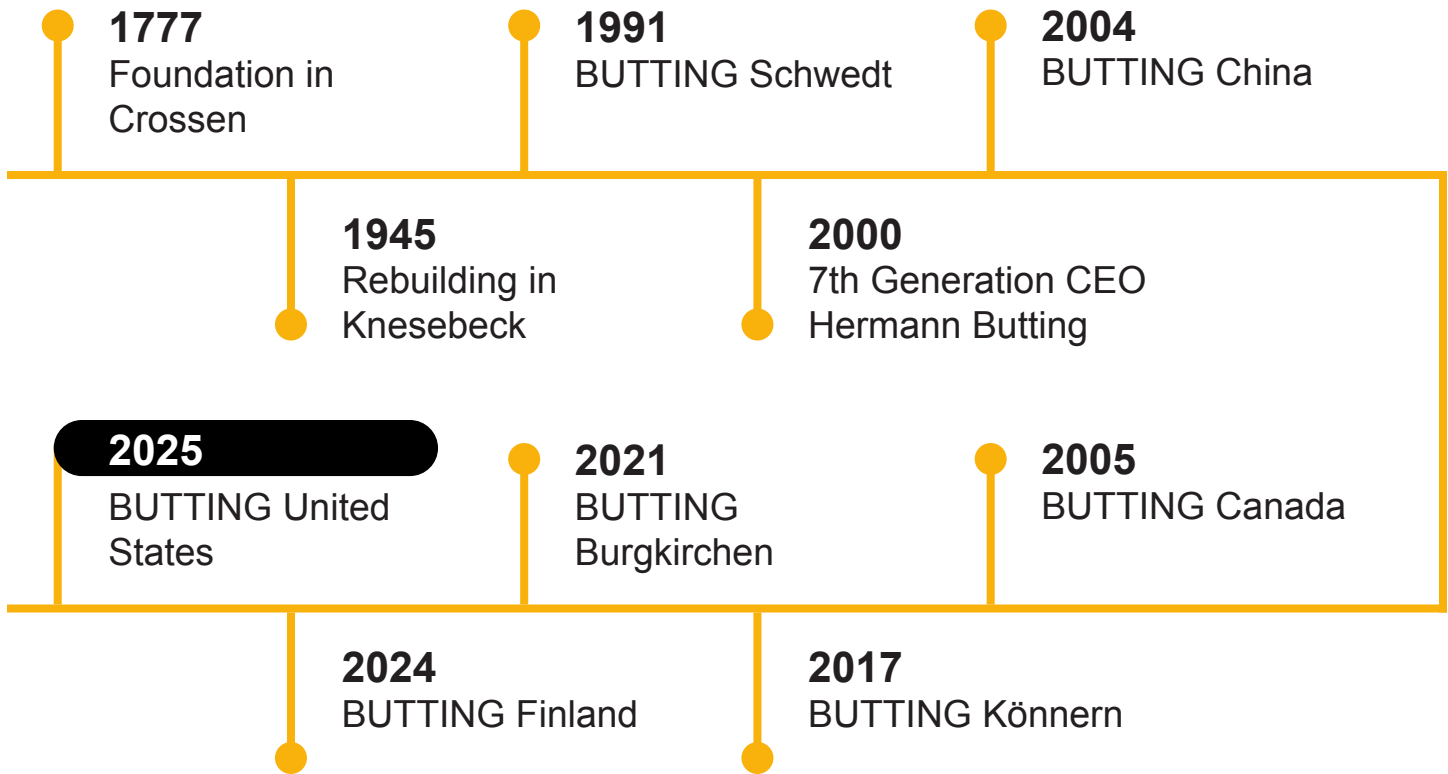 1777
Foundation in
Crossen
1945
Rebuilding in
Knesebeck
1991
BUTTING Schwedt
2000
7th Generation CEO
Hermann Butting
2004
BUTTING China
2005
BUTTING Canada
2017
BUTTING Könnern
2021
BUTTING
Burgkirchen
2024
BUTTING Finland
2025
BUTTING United
States